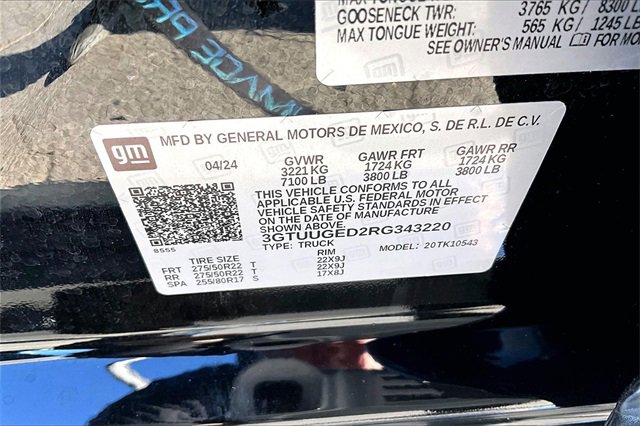 GOOSENECK TWR: 3765 KG/ 8300 LB
MAX TONGUE WEIGHT: 565 KG/ 1245 LB
SEE OWNER'S MANUAL FOR MO
gm
MFD BY GENERAL MOTORS DE MEXICO, S. DE R.L. DE C.V.
04/24 GVWR GAWR FRT GAWR RR
3221 KG 1724 KG 1724 KG
7100 LB 3800 LB 3800 LB
THIS VEHICLE CONFORMS TO ALL
APPLICABLE U.S. FEDERAL MOTOR
VEHICLE SAFETY STANDARDS IN EFFECT
ON THE DATE OF MANUFACTURE
SHOWN ABOVE.
3GTUUGED2RG343220
8555
TYPE: TRUCK MODEL: 20TK10543
TIRE SIZE RIM
FRT 275/50R22 T 22X9J
RR 275/50R22 T 22X9J
SPA 255/80R17 S 17X8J